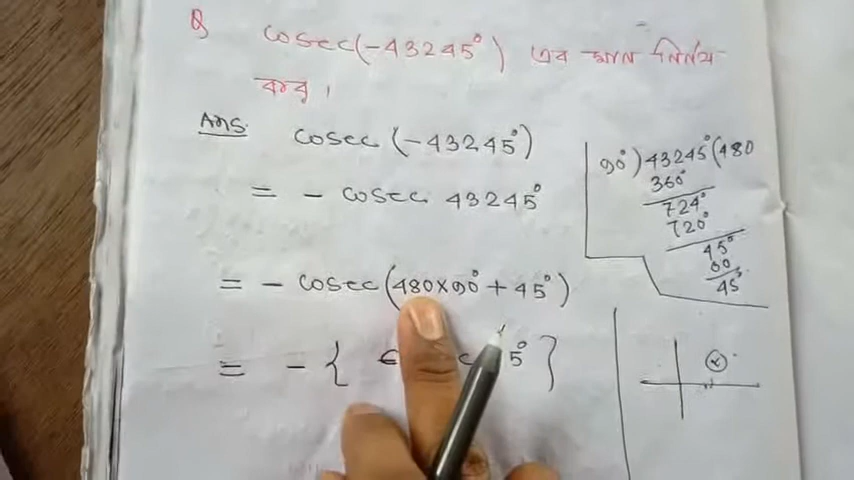 Q cosec(-43245°) এর মান নির্ণয়
কর।
Ans. cosec (-43245°)
= - cosec 43245°
= - cosec (480×90° + 45°)
= - { 5° }
90°) 43245° (480
360°
724°
720°
45°
00
45°